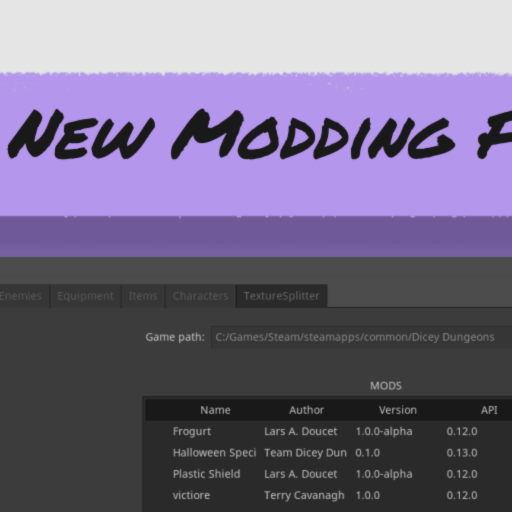 New Modding F
Enemies Equipment Items Characters TextureSplitter
Game path: C:/Games/Steam/steamapps/common/Dicey Dungeons
MODS
Name Author Version API
Frogurt Lars A. Doucet 1.0.0-alpha 0.12.0
Halloween Speci Team Dicey Dun 0.1.0 0.13.0
Plastic Shield Lars A. Doucet 1.0.0-alpha 0.12.0
victiore Terry Cavanagh 1.0.0 0.12.0